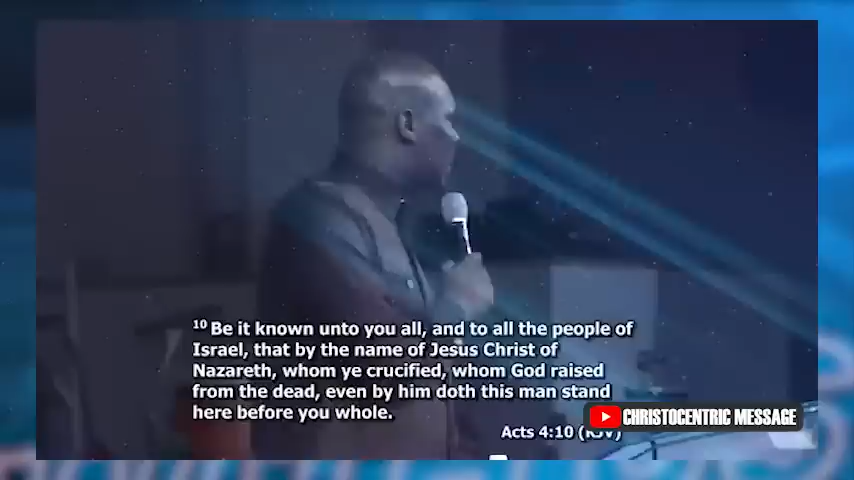 10 Be it known unto you all, and to all the people of
Israel, that by the name of Jesus Christ of
Nazareth, whom ye crucified, whom God raised
from the dead, even by him doth this man stand
here before you whole.
Acts 4:10 (KJV)
CHRISTOCENTRIC MESSAGE